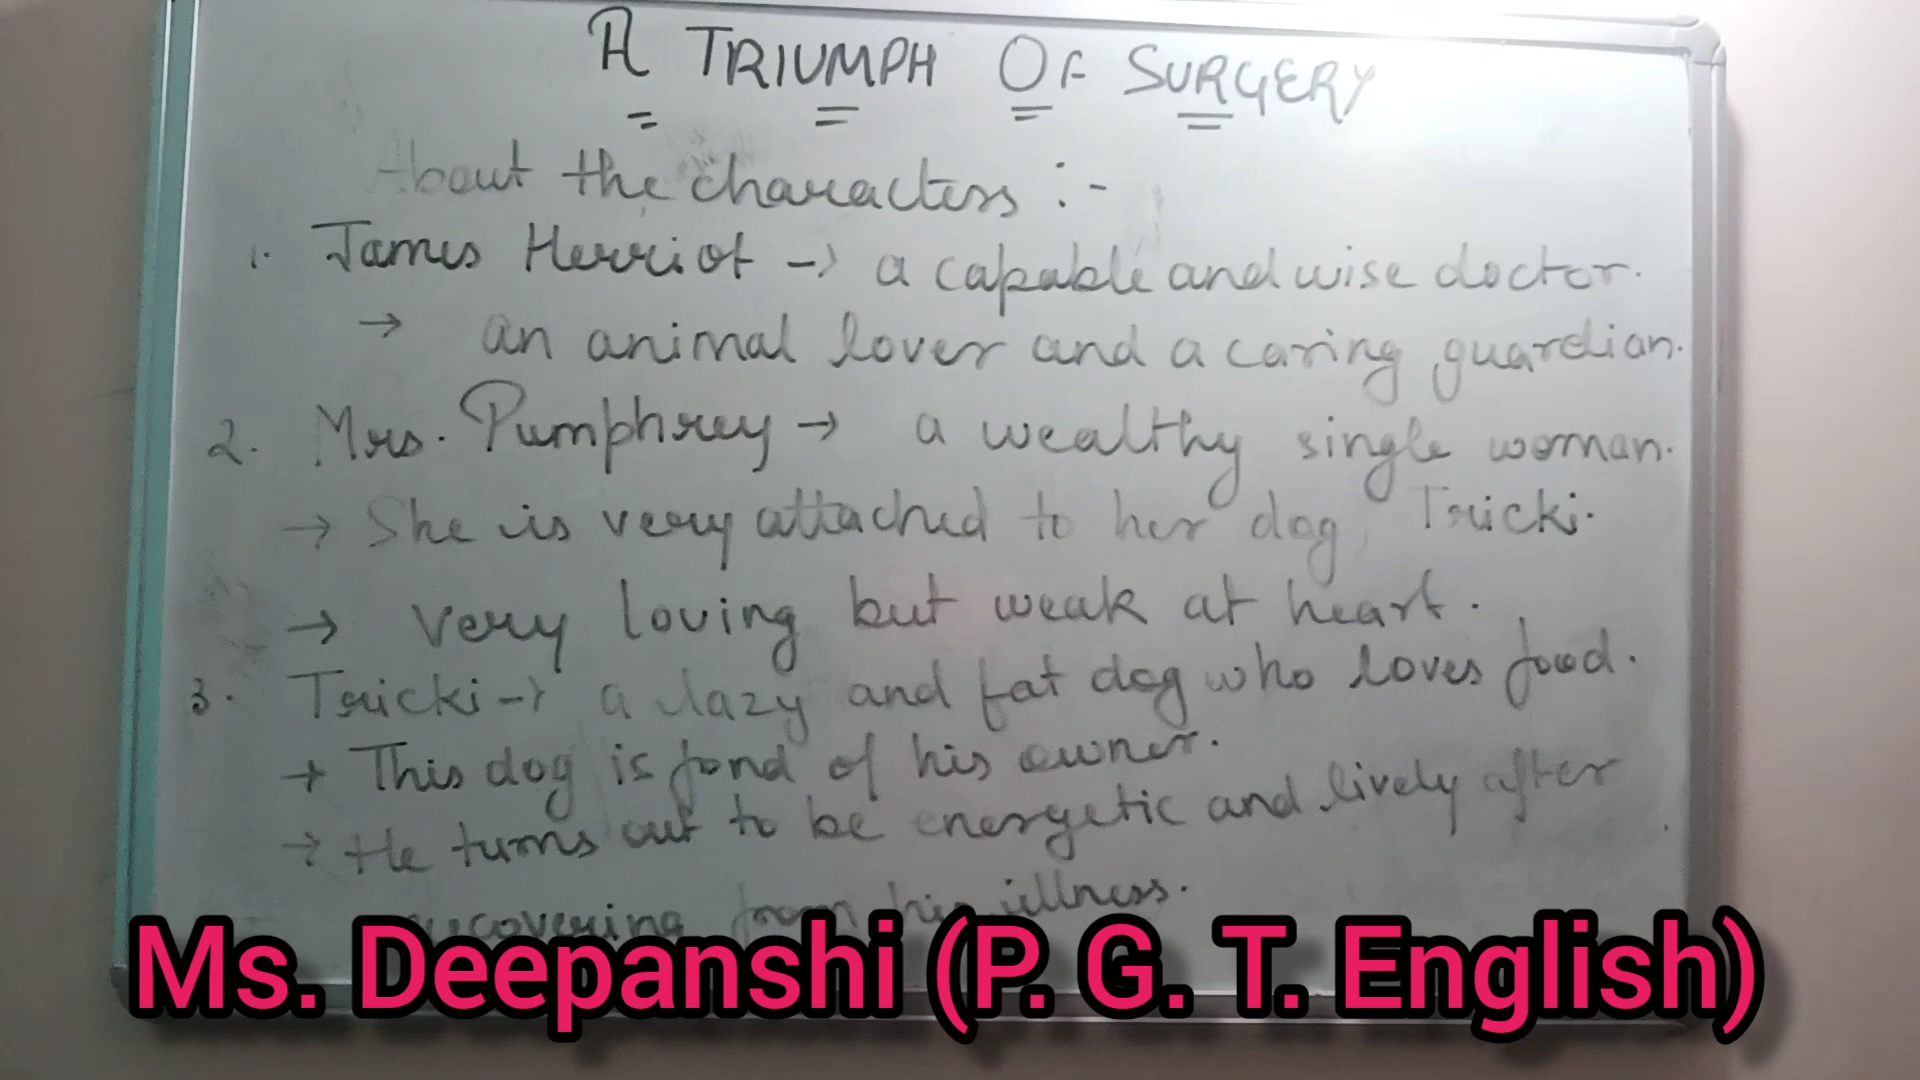 A TRIUMPH OF SURGERY
About the characters :-
1. James Herriot -> a capable and wise doctor.
→ an animal lover and a caring guardian.
2. Mrs. Pumphrey → a wealthy single woman.
→ She is very attached to her dog, Tricki.
→ very loving but weak at heart.
3. Tricki → a lazy and fat dog who loves food.
→ This dog is fond of his owner.
→ He turns out to be energetic and lively after
recovering from his illness.
Ms. Deepanshi (P. G. T. English)